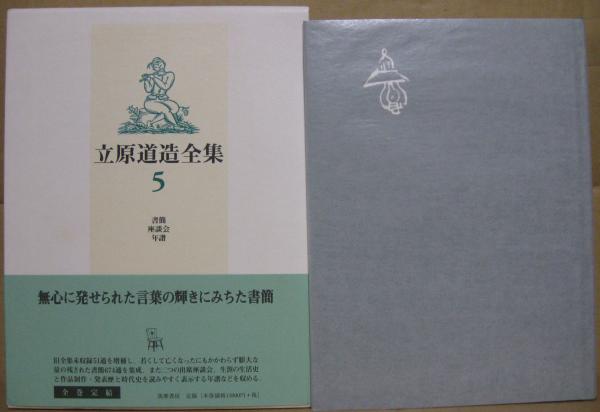 立原道造全集
5
書簡
座談会
年譜
無心に発せられた言葉の輝きにみちた書簡
旧全集未収録51通を増補し、若くして亡くなったにもかかわらず膨大な
量の残された書簡674通を集成。また二つの出席座談会、生涯の生活史
と作品制作・発表歴と時代史を読みやすく表示する年譜などを収める。
全巻完結
筑摩書房 定価